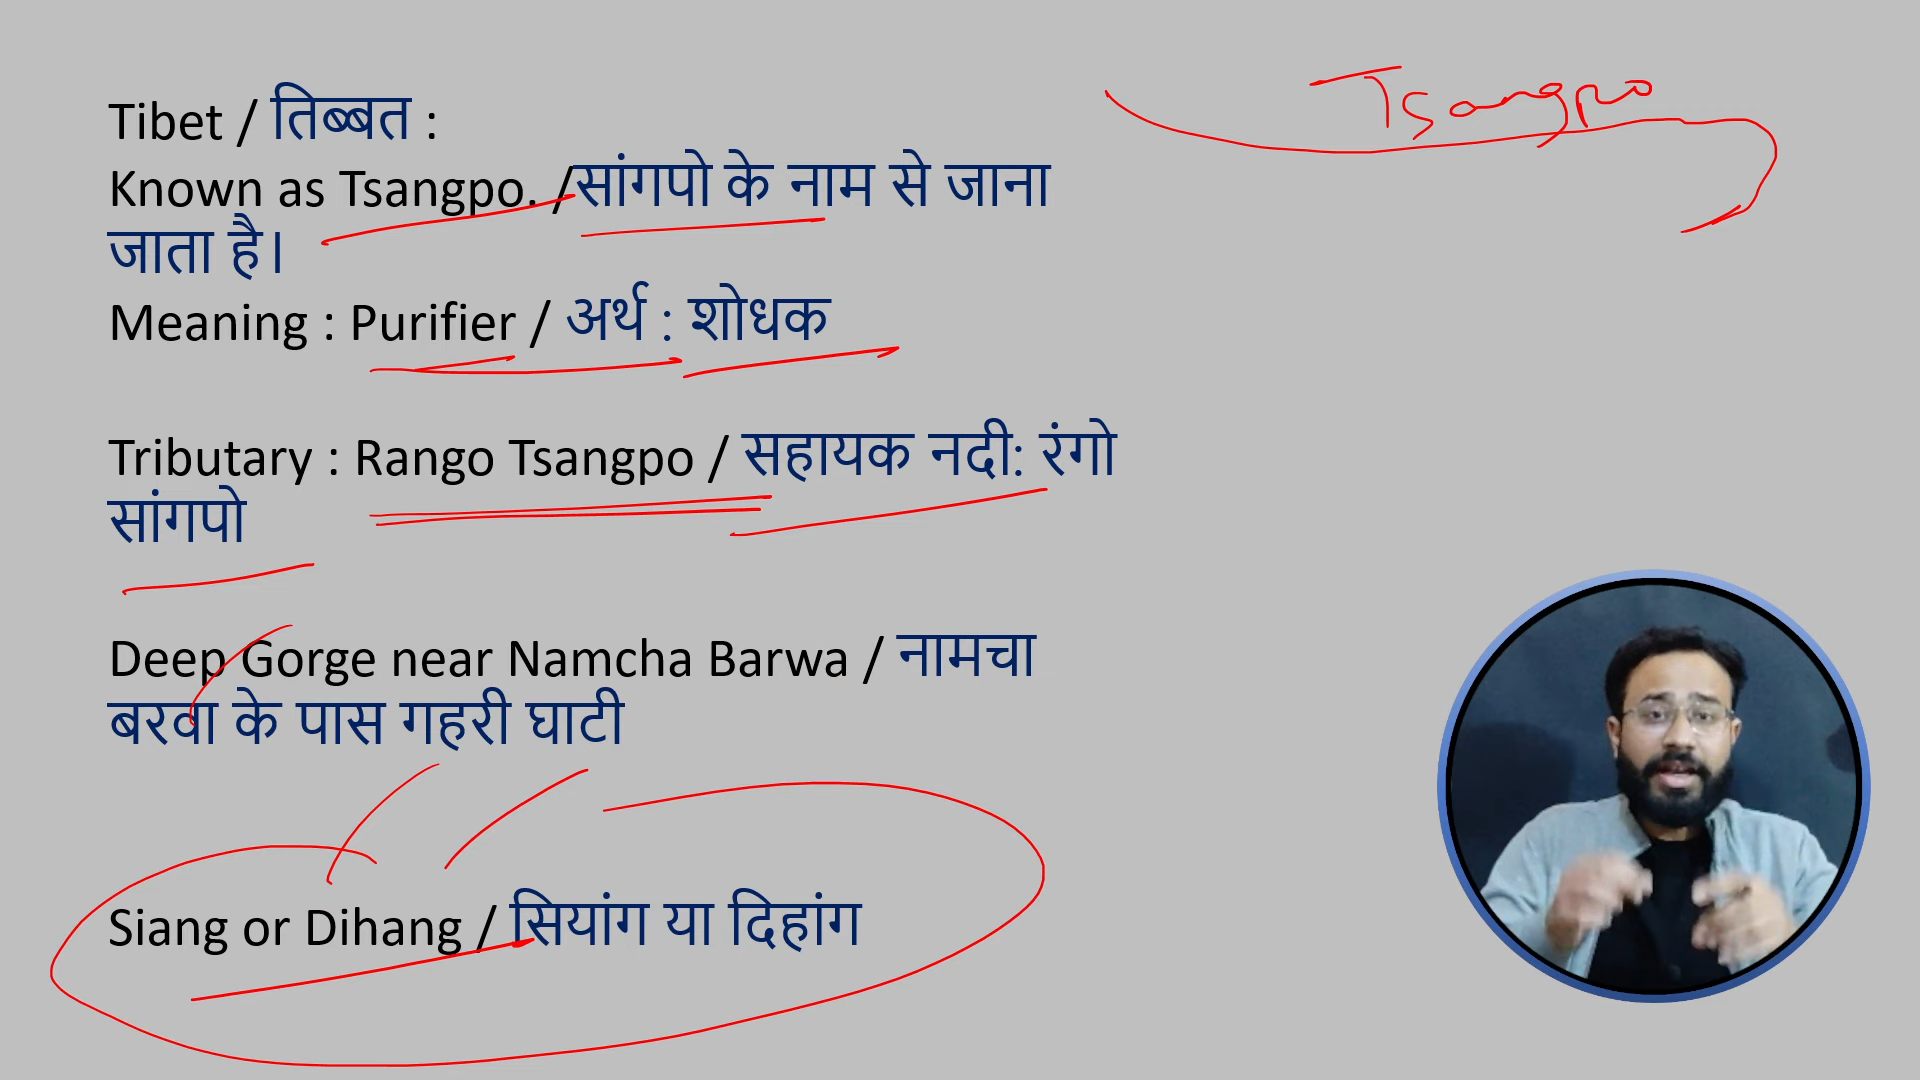 Tibet / तिब्बत :
Tsangpo
Known as Tsangpo. /सांगपो के नाम से जाना
जाता है।
Meaning : Purifier / अर्थ : शोधक
Tributary : Rango Tsangpo / सहायक नदी: रंगो
सांगपो
Deep Gorge near Namcha Barwa / नामचा
बरवा के पास गहरी घाटी
Siang or Dihang / सियांग या दिहांग